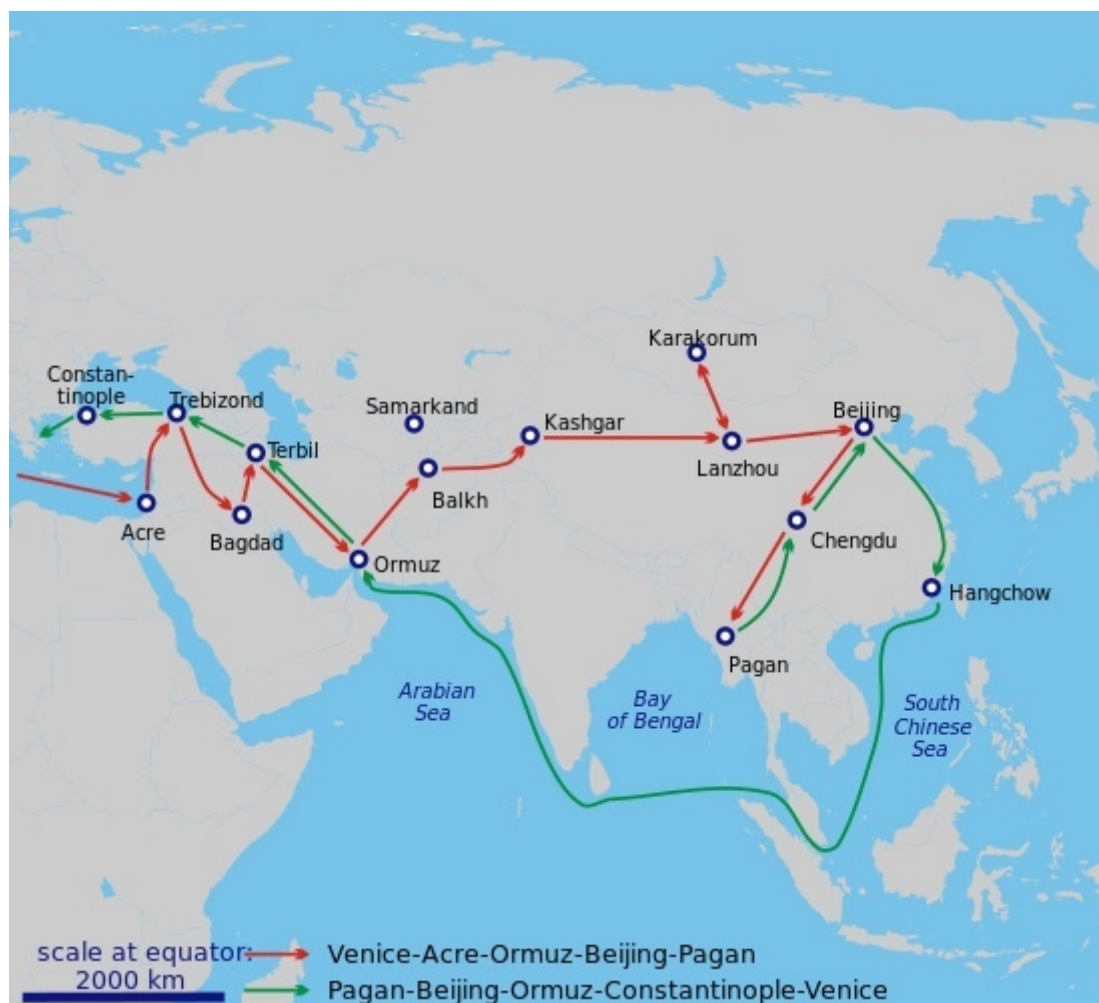 Karakorum
Constan-
tinople
Trebizond
Samarkand
Beijing
Kashgar
Terbil
Lanzhou
Balkh
Acre
Bagdad
Chengdu
Ormuz
Hangchow
Pagan
Arabian
Sea
Bay
of Bengal
South
Chinese
Sea
scale at equator:
2000 km
Venice-Acre-Ormuz-Beijing-Pagan
Pagan-Beijing-Ormuz-Constantinople-Venice